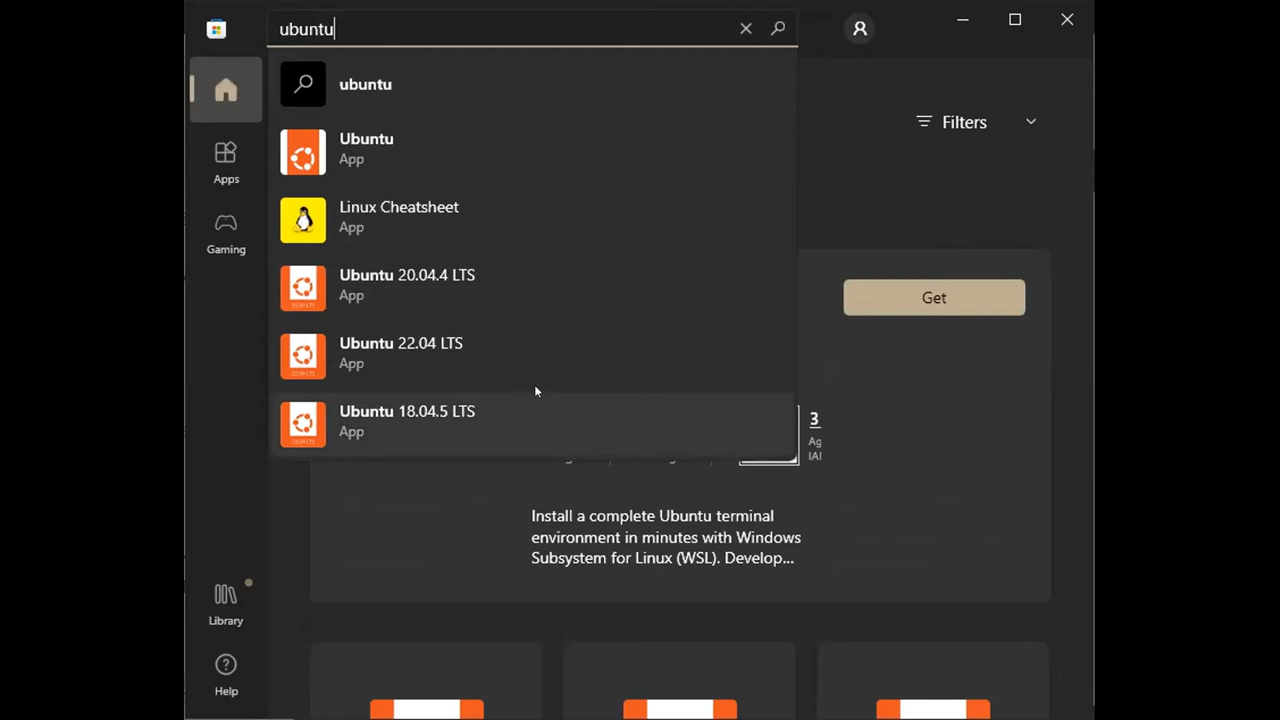 ubuntu
ubuntu
Ubuntu
App
Apps
Linux Cheatsheet
App
Gaming
Ubuntu 20.04.4 LTS
App
Ubuntu 22.04 LTS
App
Ubuntu 18.04.5 LTS
App
Filters
Get
3
Ag
IAI
Install a complete Ubuntu terminal
environment in minutes with Windows
Subsystem for Linux (WSL). Develop...
Library
Help